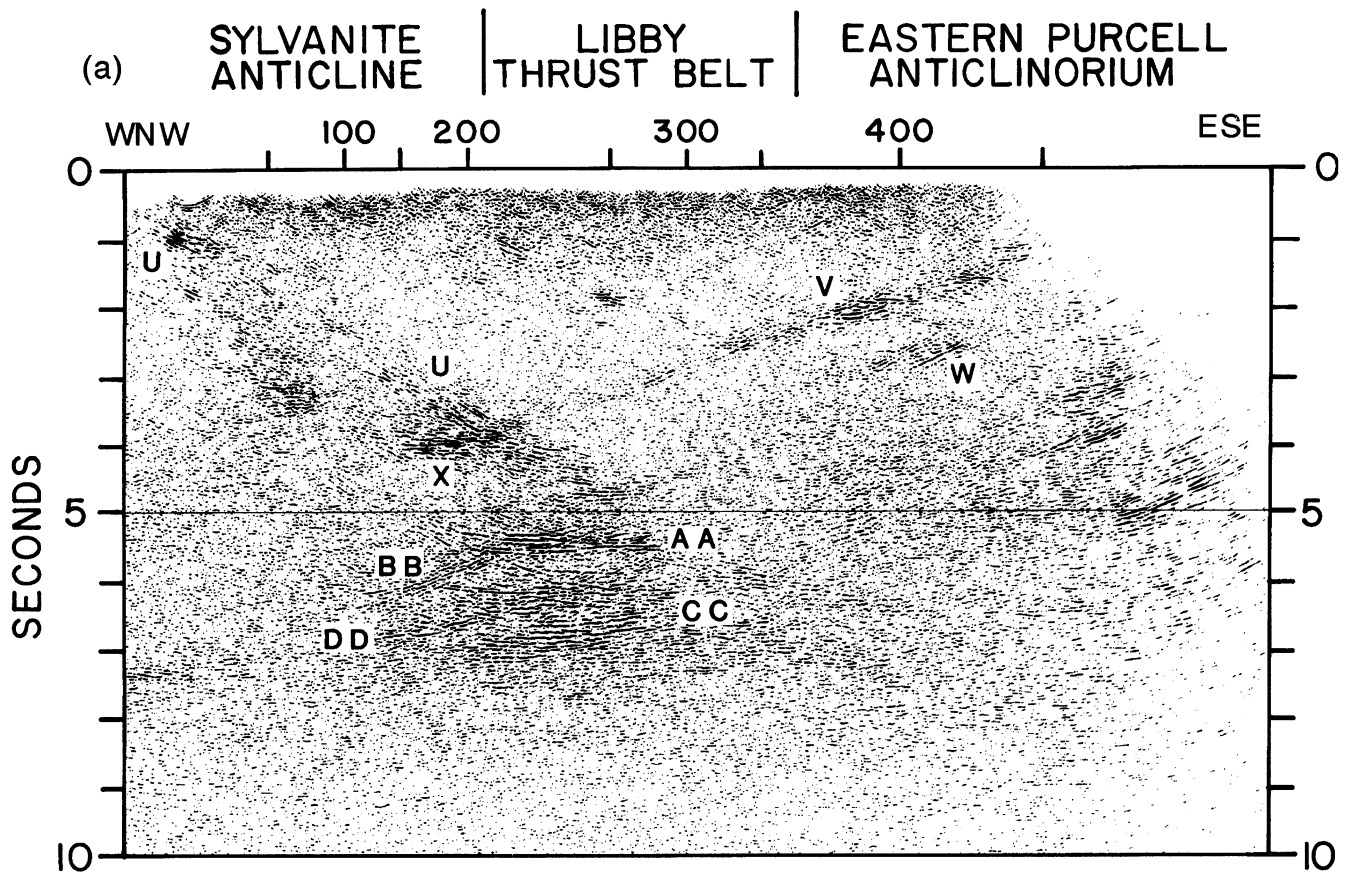 (a)
SYLVANITE ANTICLINE
LIBBY THRUST BELT
EASTERN PURCELL ANTICLINORIUM
WNW 100 200 300 400 ESE
0 0
U
V
U
W
X
5 5
AA
BB
CC
DD
SECONDS
10 10